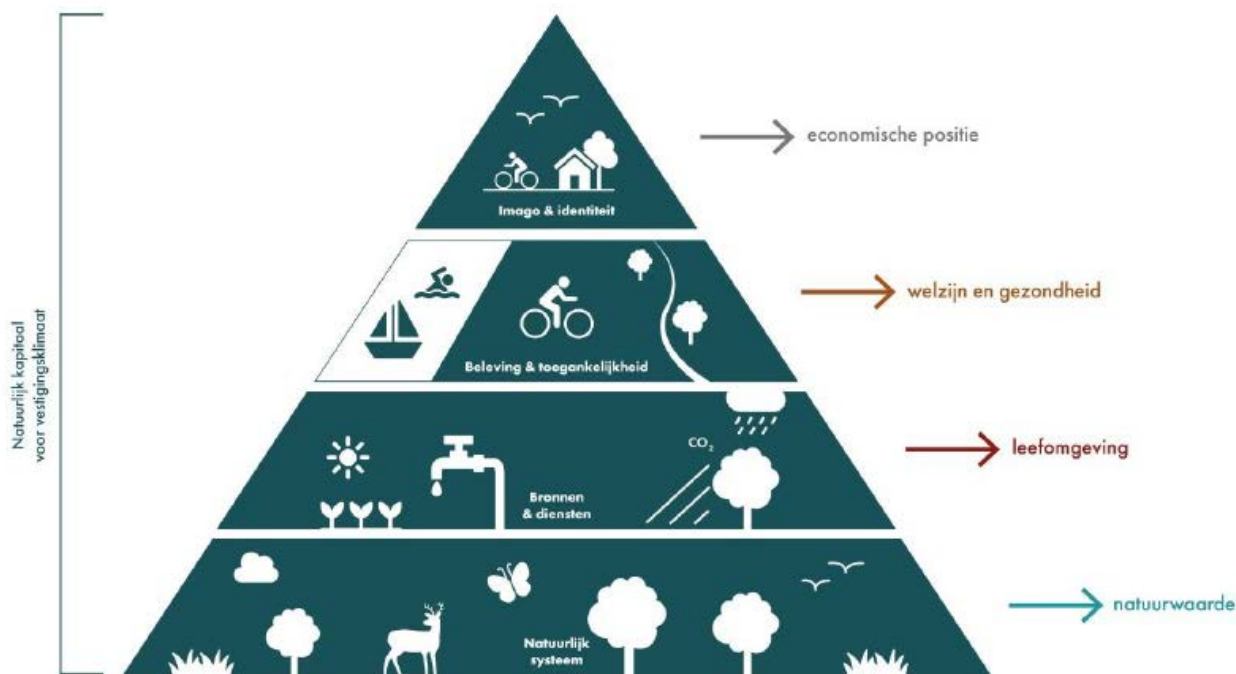 Natuurlijk kapitaal
voor vestigingsklimaat
economische positie
Imago & identiteit
welzijn en gezondheid
Beleving & toegankelijkheid
leefomgeving
CO₂
Bronnen
& diensten
natuurwaarde
Natuurlijk
systeem